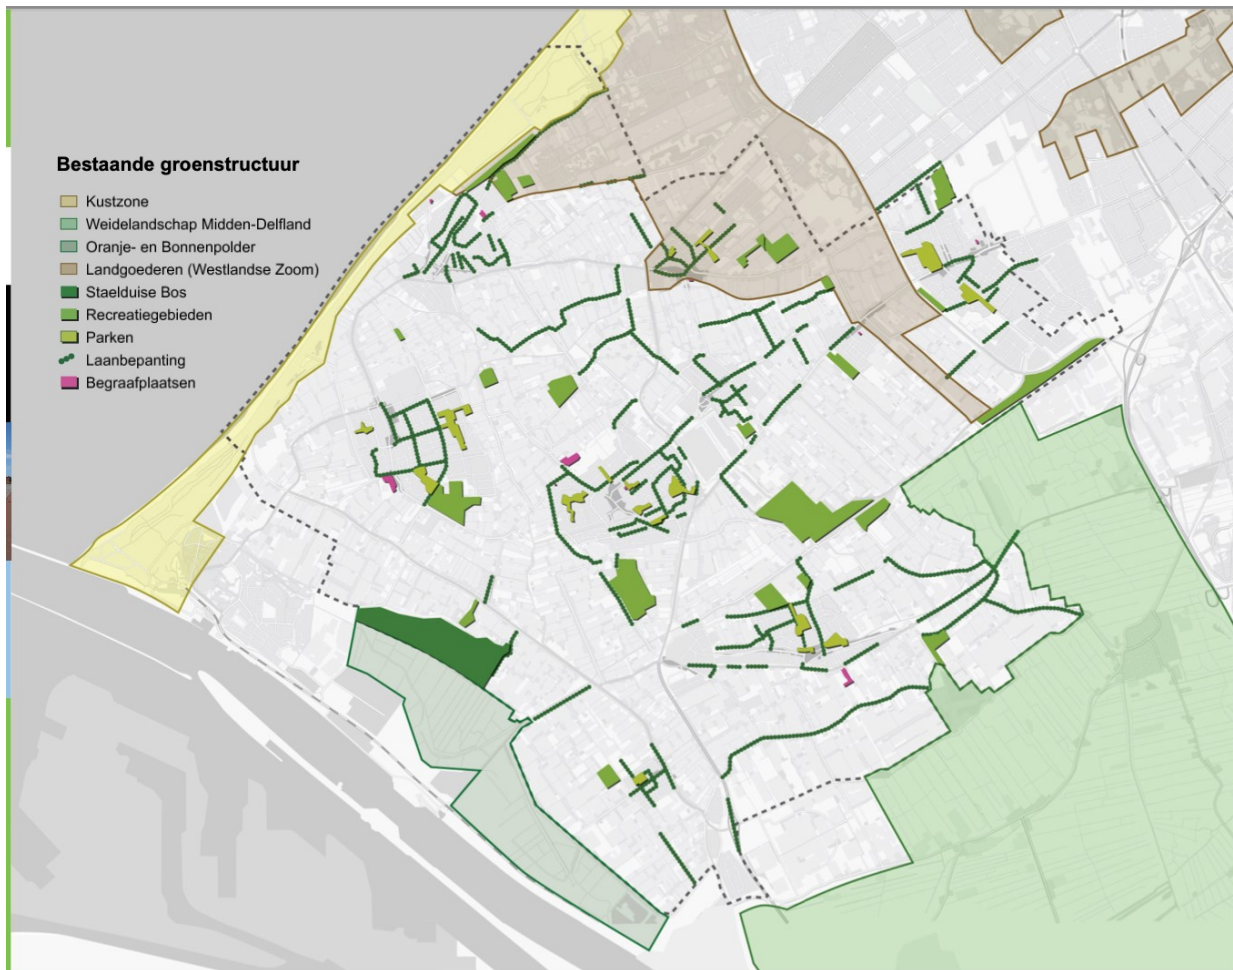 Bestaande groenstructuur
Kustzone
Weidelandschap Midden-Delfland
Oranje- en Bonnenpolder
Landgoederen (Westlandse Zoom)
Staelduise Bos
Recreatiegebieden
Parken
Laanbepanting
Begraafplaatsen